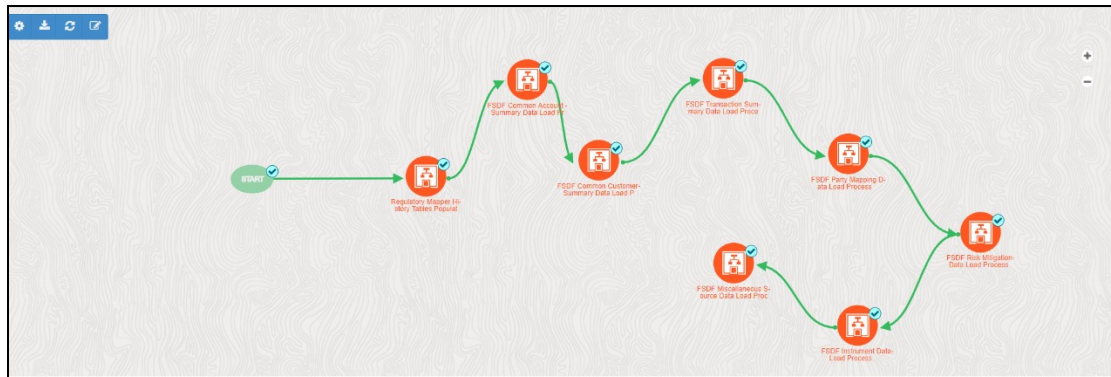 START
Regulatory Mapper Hi-
story Tables Populat
FSDF Common Account-
Summary Data Load Pr
FSDF Common Customer-
Summary Data Load P
FSDF Transaction Sum-
mary Data Load Proce
FSDF Party Mapping D-
ata Load Process
FSDF Risk Mitigation-
Data Load Process
FSDF Instrument Data-
Load Process
FSDF Miscellaneous S-
ource Data Load Proc